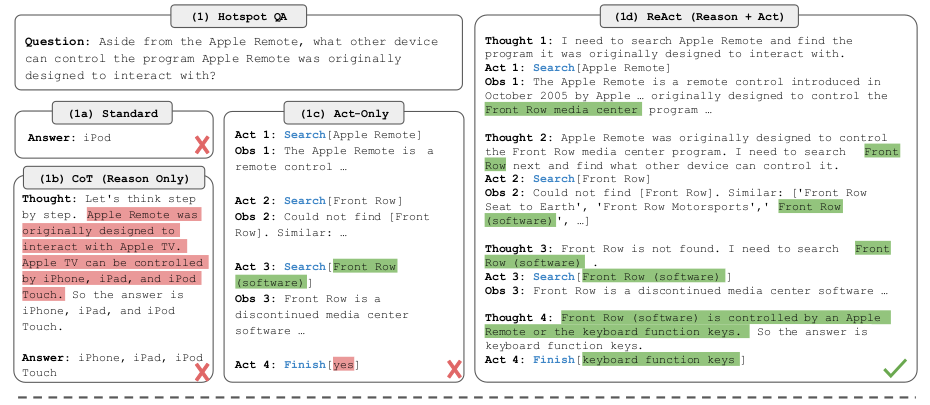 (1) Hotspot QA
Question: Aside from the Apple Remote, what other device
can control the program Apple Remote was originally
designed to interact with?
(1a) Standard
Answer: iPod
(1b) CoT (Reason Only)
Thought: Let's think step
by step. Apple Remote was
originally designed to
interact with Apple TV.
Apple TV can be controlled
by iPhone, iPad, and iPod
Touch. So the answer is
iPhone, iPad, and iPod
Touch.
Answer: iPhone, iPad, iPod
Touch
(1c) Act-Only
Act 1: Search[Apple Remote]
Obs 1: The Apple Remote is a
remote control …
Act 2: Search[Front Row]
Obs 2: Could not find [Front
Row]. Similar: …
Act 3: Search[Front Row
(software)]
Obs 3: Front Row is a
discontinued media center
software …
Act 4: Finish[yes]
(1d) ReAct (Reason + Act)
Thought 1: I need to search Apple Remote and find the
program it was originally designed to interact with.
Act 1: Search[Apple Remote]
Obs 1: The Apple Remote is a remote control introduced in
October 2005 by Apple … originally designed to control the
Front Row media center program …
Thought 2: Apple Remote was originally designed to control
the Front Row media center program. I need to search Front
Row next and find what other device can control it.
Act 2: Search[Front Row]
Obs 2: Could not find [Front Row]. Similar: ['Front Row
Seat to Earth', 'Front Row Motorsports',' Front Row
(software)', …]
Thought 3: Front Row is not found. I need to search Front
Row (software) .
Act 3: Search[Front Row (software) ]
Obs 3: Front Row is a discontinued media center software …
Thought 4: Front Row (software) is controlled by an Apple
Remote or the keyboard function keys. So the answer is
keyboard function keys.
Act 4: Finish[keyboard function keys ]